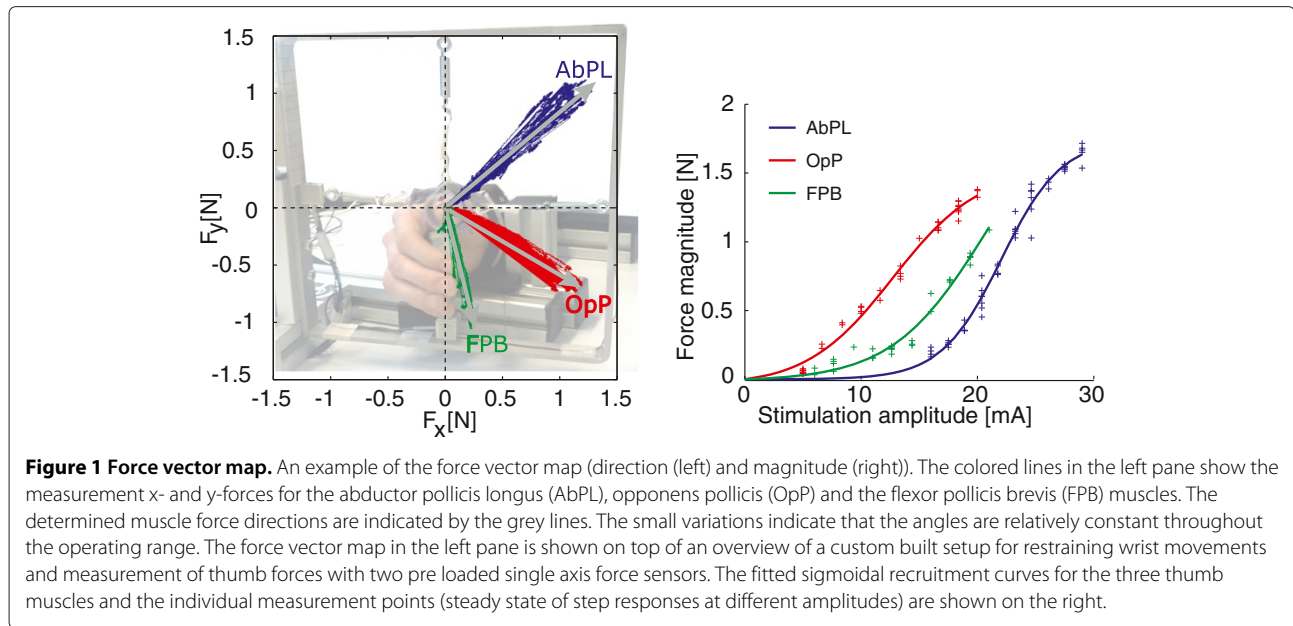 1.5
1
0.5
0
-0.5
-1
-1.5
Fy[N]
-1.5 -1 -0.5 0 0.5 1 1.5
Fx[N]
AbPL
OpP
FPB
2
1.5
1
0.5
0
Force magnitude [N]
AbPL
OpP
FPB
0 10 20 30
Stimulation amplitude [mA]
Figure 1 Force vector map. An example of the force vector map (direction (left) and magnitude (right)). The colored lines in the left pane show the
measurement x- and y-forces for the abductor pollicis longus (AbPL), opponens pollicis (OpP) and the flexor pollicis brevis (FPB) muscles. The
determined muscle force directions are indicated by the grey lines. The small variations indicate that the angles are relatively constant throughout
the operating range. The force vector map in the left pane is shown on top of an overview of a custom built setup for restraining wrist movements
and measurement of thumb forces with two pre loaded single axis force sensors. The fitted sigmoidal recruitment curves for the three thumb
muscles and the individual measurement points (steady state of step responses at different amplitudes) are shown on the right.